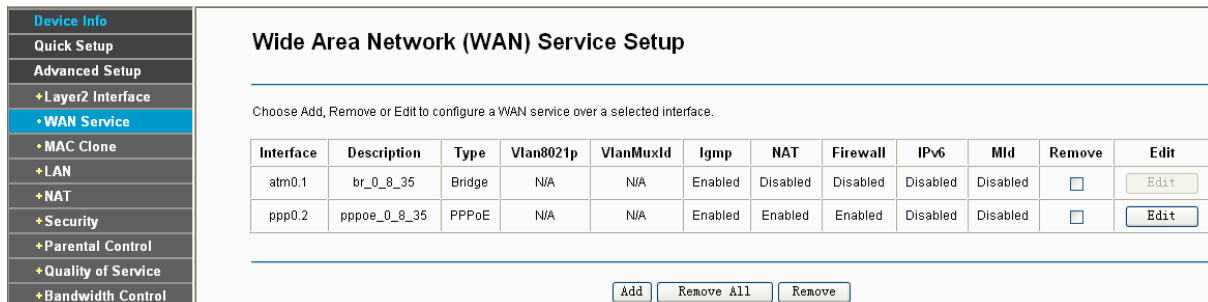 Device Info
Quick Setup
Advanced Setup
+Layer2 Interface
•WAN Service
•MAC Clone
+LAN
+NAT
+Security
+Parental Control
+Quality of Service
+Bandwidth Control
Wide Area Network (WAN) Service Setup
Choose Add, Remove or Edit to configure a WAN service over a selected interface.
Interface Description Type Vlan8021p VlanMuxId Igmp NAT Firewall IPv6 Mld Remove Edit
atm0.1 br_0_8_35 Bridge N/A N/A Enabled Disabled Disabled Disabled Disabled Edit
ppp0.2 pppoe_0_8_35 PPPoE N/A N/A Enabled Enabled Enabled Disabled Disabled Edit
Add Remove All Remove